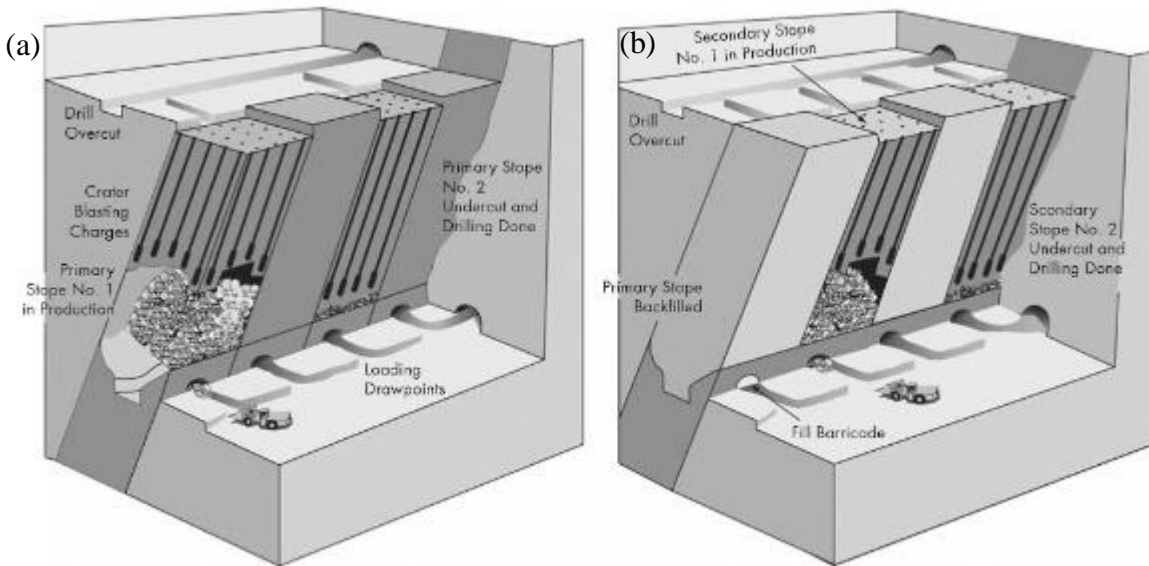 (a)
Drill
Overcut
Crater
Blasting
Charges
Primary
Stope No. 1
in Production
Primary Stope
No. 2
Undercut and
Drilling Done
Loading
Drawpoints
(b)
Secondary Stope
No. 1 in Production
Drill
Overcut
Scondary
Stope No. 2
Undercut and
Drilling Done
Primary Stope
Backfilled
Fill Barricade